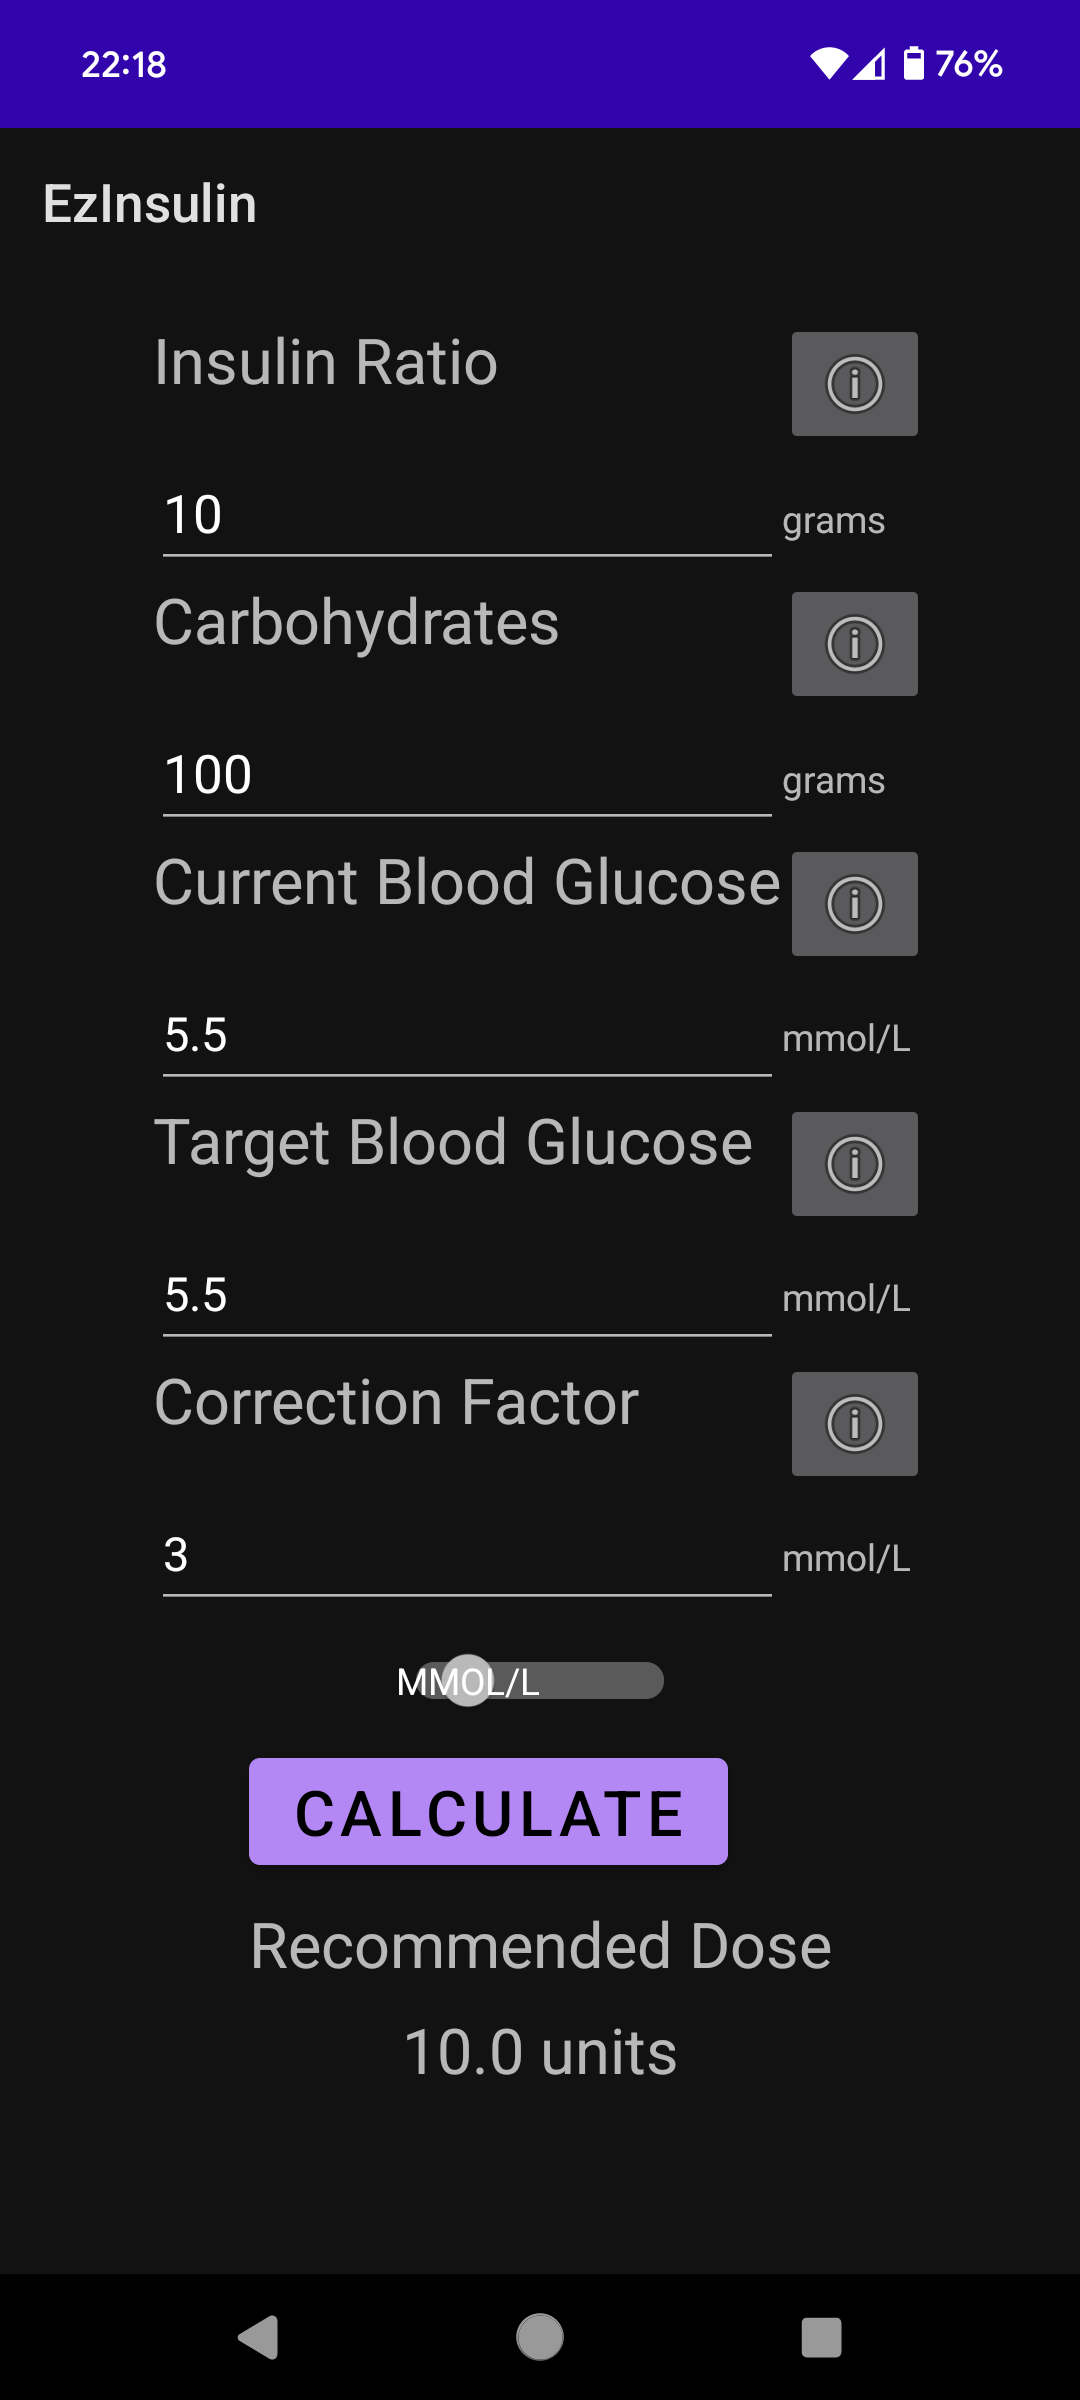 22:18 76%
EzInsulin
Insulin Ratio
10 grams
Carbohydrates
100 grams
Current Blood Glucose
5.5 mmol/L
Target Blood Glucose
5.5 mmol/L
Correction Factor
3 mmol/L
MMOL/L
CALCULATE
Recommended Dose
10.0 units